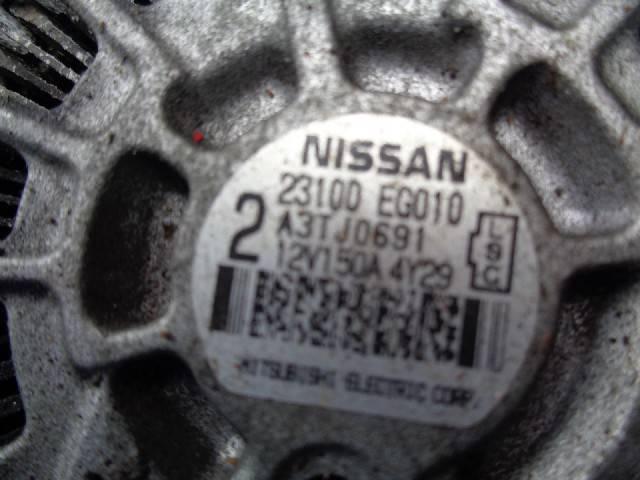 NISSAN
23100 EG010
2
A3TJ0691
12V150A 4Y29
L
S
C
MITSUBISHI ELECTRIC CORP.